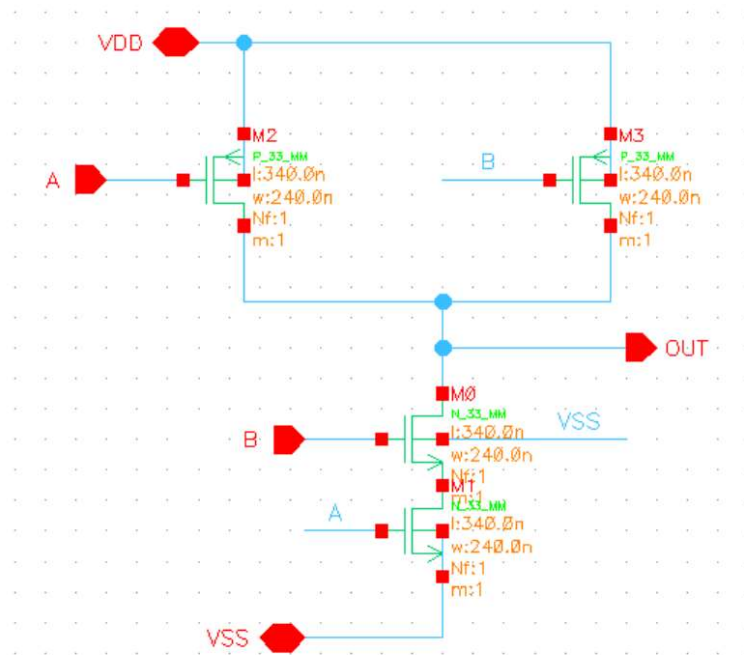 VDD
M2
P_33_MM
l:340.0n
w:240.0n
Nf:1
m:1
A
M3
P_33_MM
l:340.0n
w:240.0n
Nf:1
m:1
B
OUT
M0
N_33_MM
l:340.0n
w:240.0n
Nf:1
m:1
B
VSS
M1
N_33_MM
l:340.0n
w:240.0n
Nf:1
m:1
A
VSS